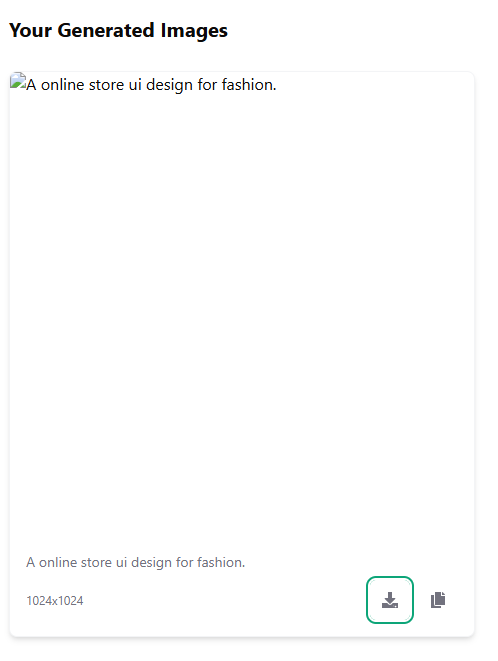 Your Generated Images
A online store ui design for fashion.
A online store ui design for fashion.
1024x1024